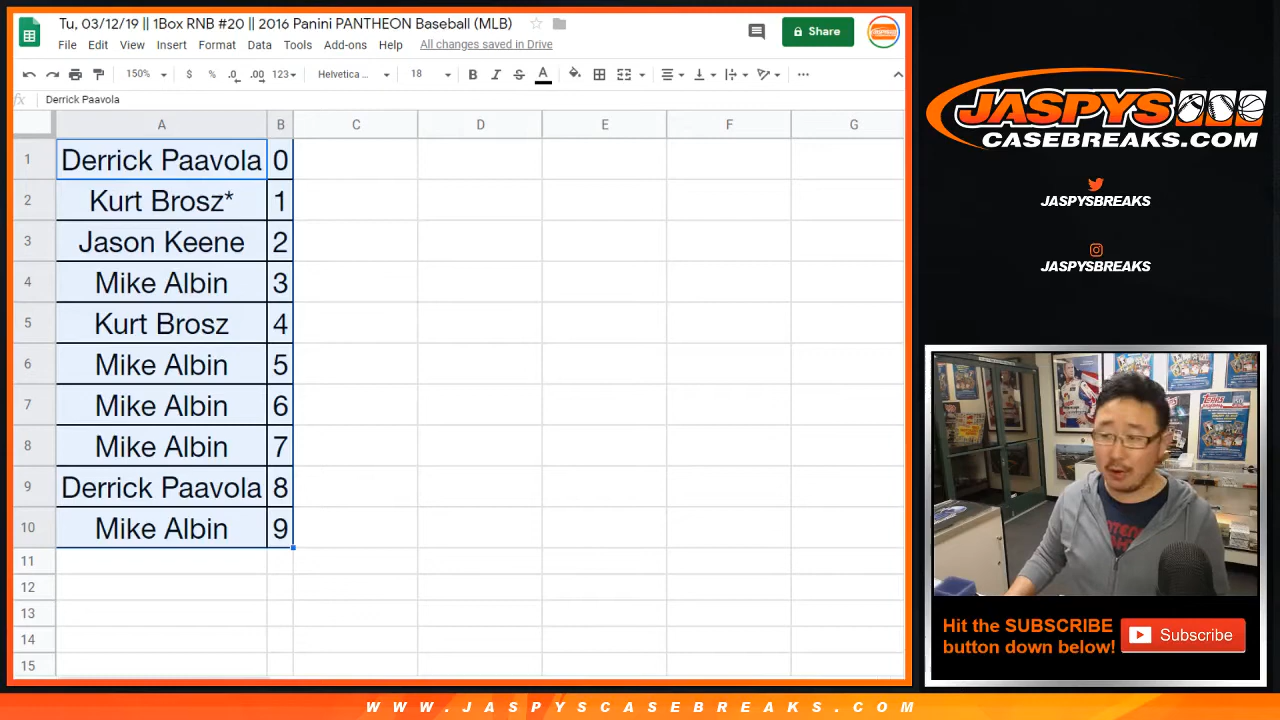 Tu, 03/12/19 || 1Box RNB #20 || 2016 Panini PANTHEON Baseball (MLB)
File Edit View Insert Format Data Tools Add-ons Help All changes saved in Drive
Share
150% $ % .0 .00 123 Helvetica ... 18 B I S A
fx Derrick Paavola
A B C D E F G
1 Derrick Paavola 0
2 Kurt Brosz* 1
3 Jason Keene 2
4 Mike Albin 3
5 Kurt Brosz 4
6 Mike Albin 5
7 Mike Albin 6
8 Mike Albin 7
9 Derrick Paavola 8
10 Mike Albin 9
11
12
13
14
15
JASPYS
CASEBREAKS.COM
JASPYSBREAKS
JASPYSBREAKS
Hit the SUBSCRIBE
button down below!
Subscribe
WWW.JASPYSCASEBREAKS.COM